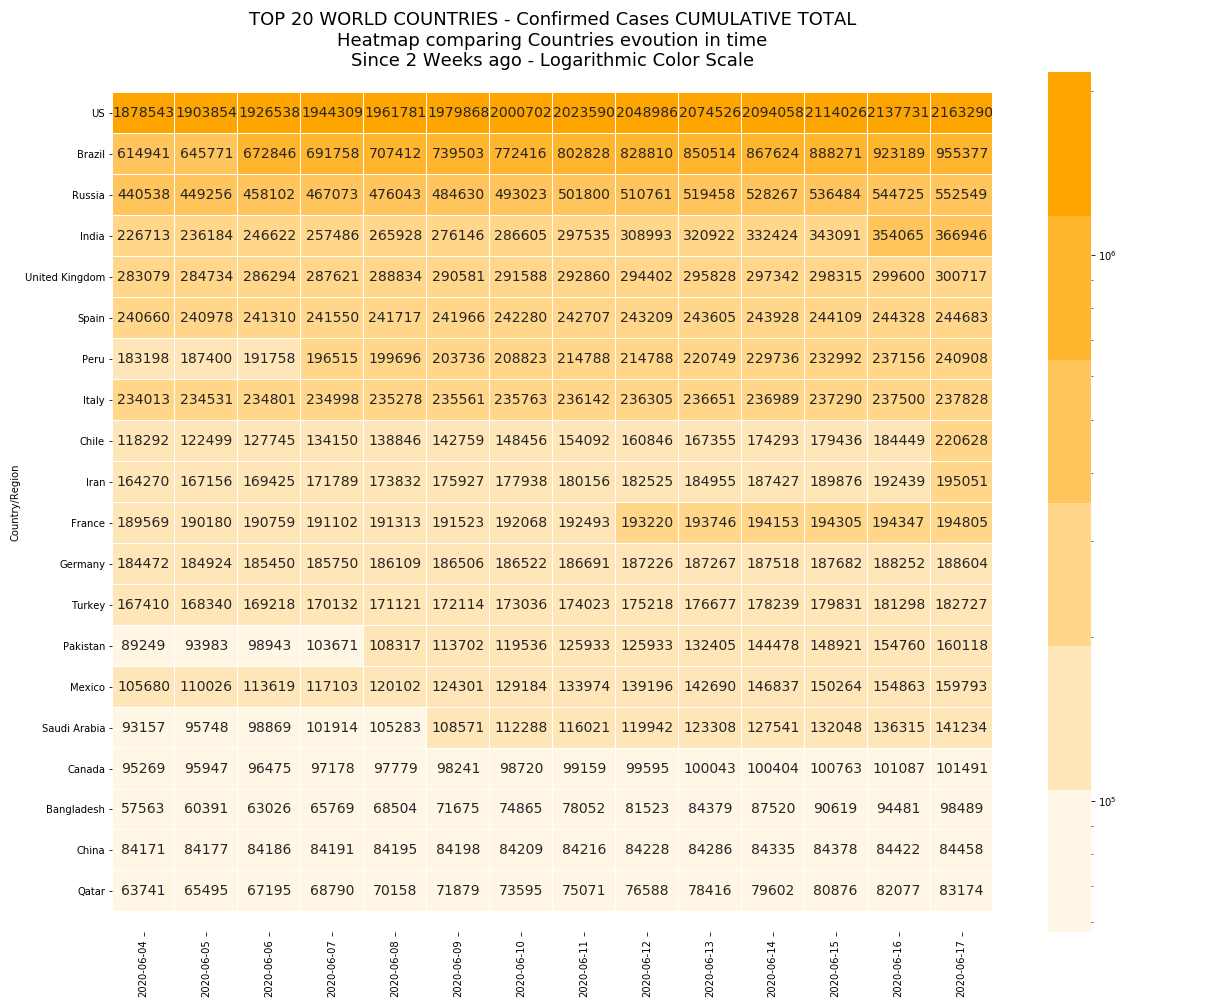 TOP 20 WORLD COUNTRIES - Confirmed Cases CUMULATIVE TOTAL
Heatmap comparing Countries evoution in time
Since 2 Weeks ago - Logarithmic Color Scale
US 1878543 1903854 1926538 1944309 1961781 1979868 2000702 2023590 2048986 2074526 2094058 2114026 2137731 2163290
Brazil 614941 645771 672846 691758 707412 739503 772416 802828 828810 850514 867624 888271 923189 955377
Russia 440538 449256 458102 467073 476043 484630 493023 501800 510761 519458 528267 536484 544725 552549
India 226713 236184 246622 257486 265928 276146 286605 297535 308993 320922 332424 343091 354065 366946
United Kingdom 283079 284734 286294 287621 288834 290581 291588 292860 294402 295828 297342 298315 299600 300717
Spain 240660 240978 241310 241550 241717 241966 242280 242707 243209 243605 243928 244109 244328 244683
Peru 183198 187400 191758 196515 199696 203736 208823 214788 214788 220749 229736 232992 237156 240908
Italy 234013 234531 234801 234998 235278 235561 235763 236142 236305 236651 236989 237290 237500 237828
Chile 118292 122499 127745 134150 138846 142759 148456 154092 160846 167355 174293 179436 184449 220628
Iran 164270 167156 169425 171789 173832 175927 177938 180156 182525 184955 187427 189876 192439 195051
France 189569 190180 190759 191102 191313 191523 192068 192493 193220 193746 194153 194305 194347 194805
Germany 184472 184924 185450 185750 186109 186506 186522 186691 187226 187267 187518 187682 188252 188604
Turkey 167410 168340 169218 170132 171121 172114 173036 174023 175218 176677 178239 179831 181298 182727
Pakistan 89249 93983 98943 103671 108317 113702 119536 125933 125933 132405 144478 148921 154760 160118
Mexico 105680 110026 113619 117103 120102 124301 129184 133974 139196 142690 146837 150264 154863 159793
Saudi Arabia 93157 95748 98869 101914 105283 108571 112288 116021 119942 123308 127541 132048 136315 141234
Canada 95269 95947 96475 97178 97779 98241 98720 99159 99595 100043 100404 100763 101087 101491
Bangladesh 57563 60391 63026 65769 68504 71675 74865 78052 81523 84379 87520 90619 94481 98489
China 84171 84177 84186 84191 84195 84198 84209 84216 84228 84286 84335 84378 84422 84458
Qatar 63741 65495 67195 68790 70158 71879 73595 75071 76588 78416 79602 80876 82077 83174
2020-06-04 2020-06-05 2020-06-06 2020-06-07 2020-06-08 2020-06-09 2020-06-10 2020-06-11 2020-06-12 2020-06-13 2020-06-14 2020-06-15 2020-06-16 2020-06-17
Country/Region
10⁶
10⁵